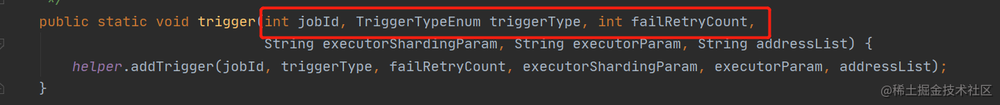 */
public static void trigger(int jobId, TriggerTypeEnum triggerType, int failRetryCount,
String executorShardingParam, String executorParam, String addressList) {
helper.addTrigger(jobId, triggerType, failRetryCount, executorShardingParam, executorParam, addressList);
}
@稀土掘金技术社区